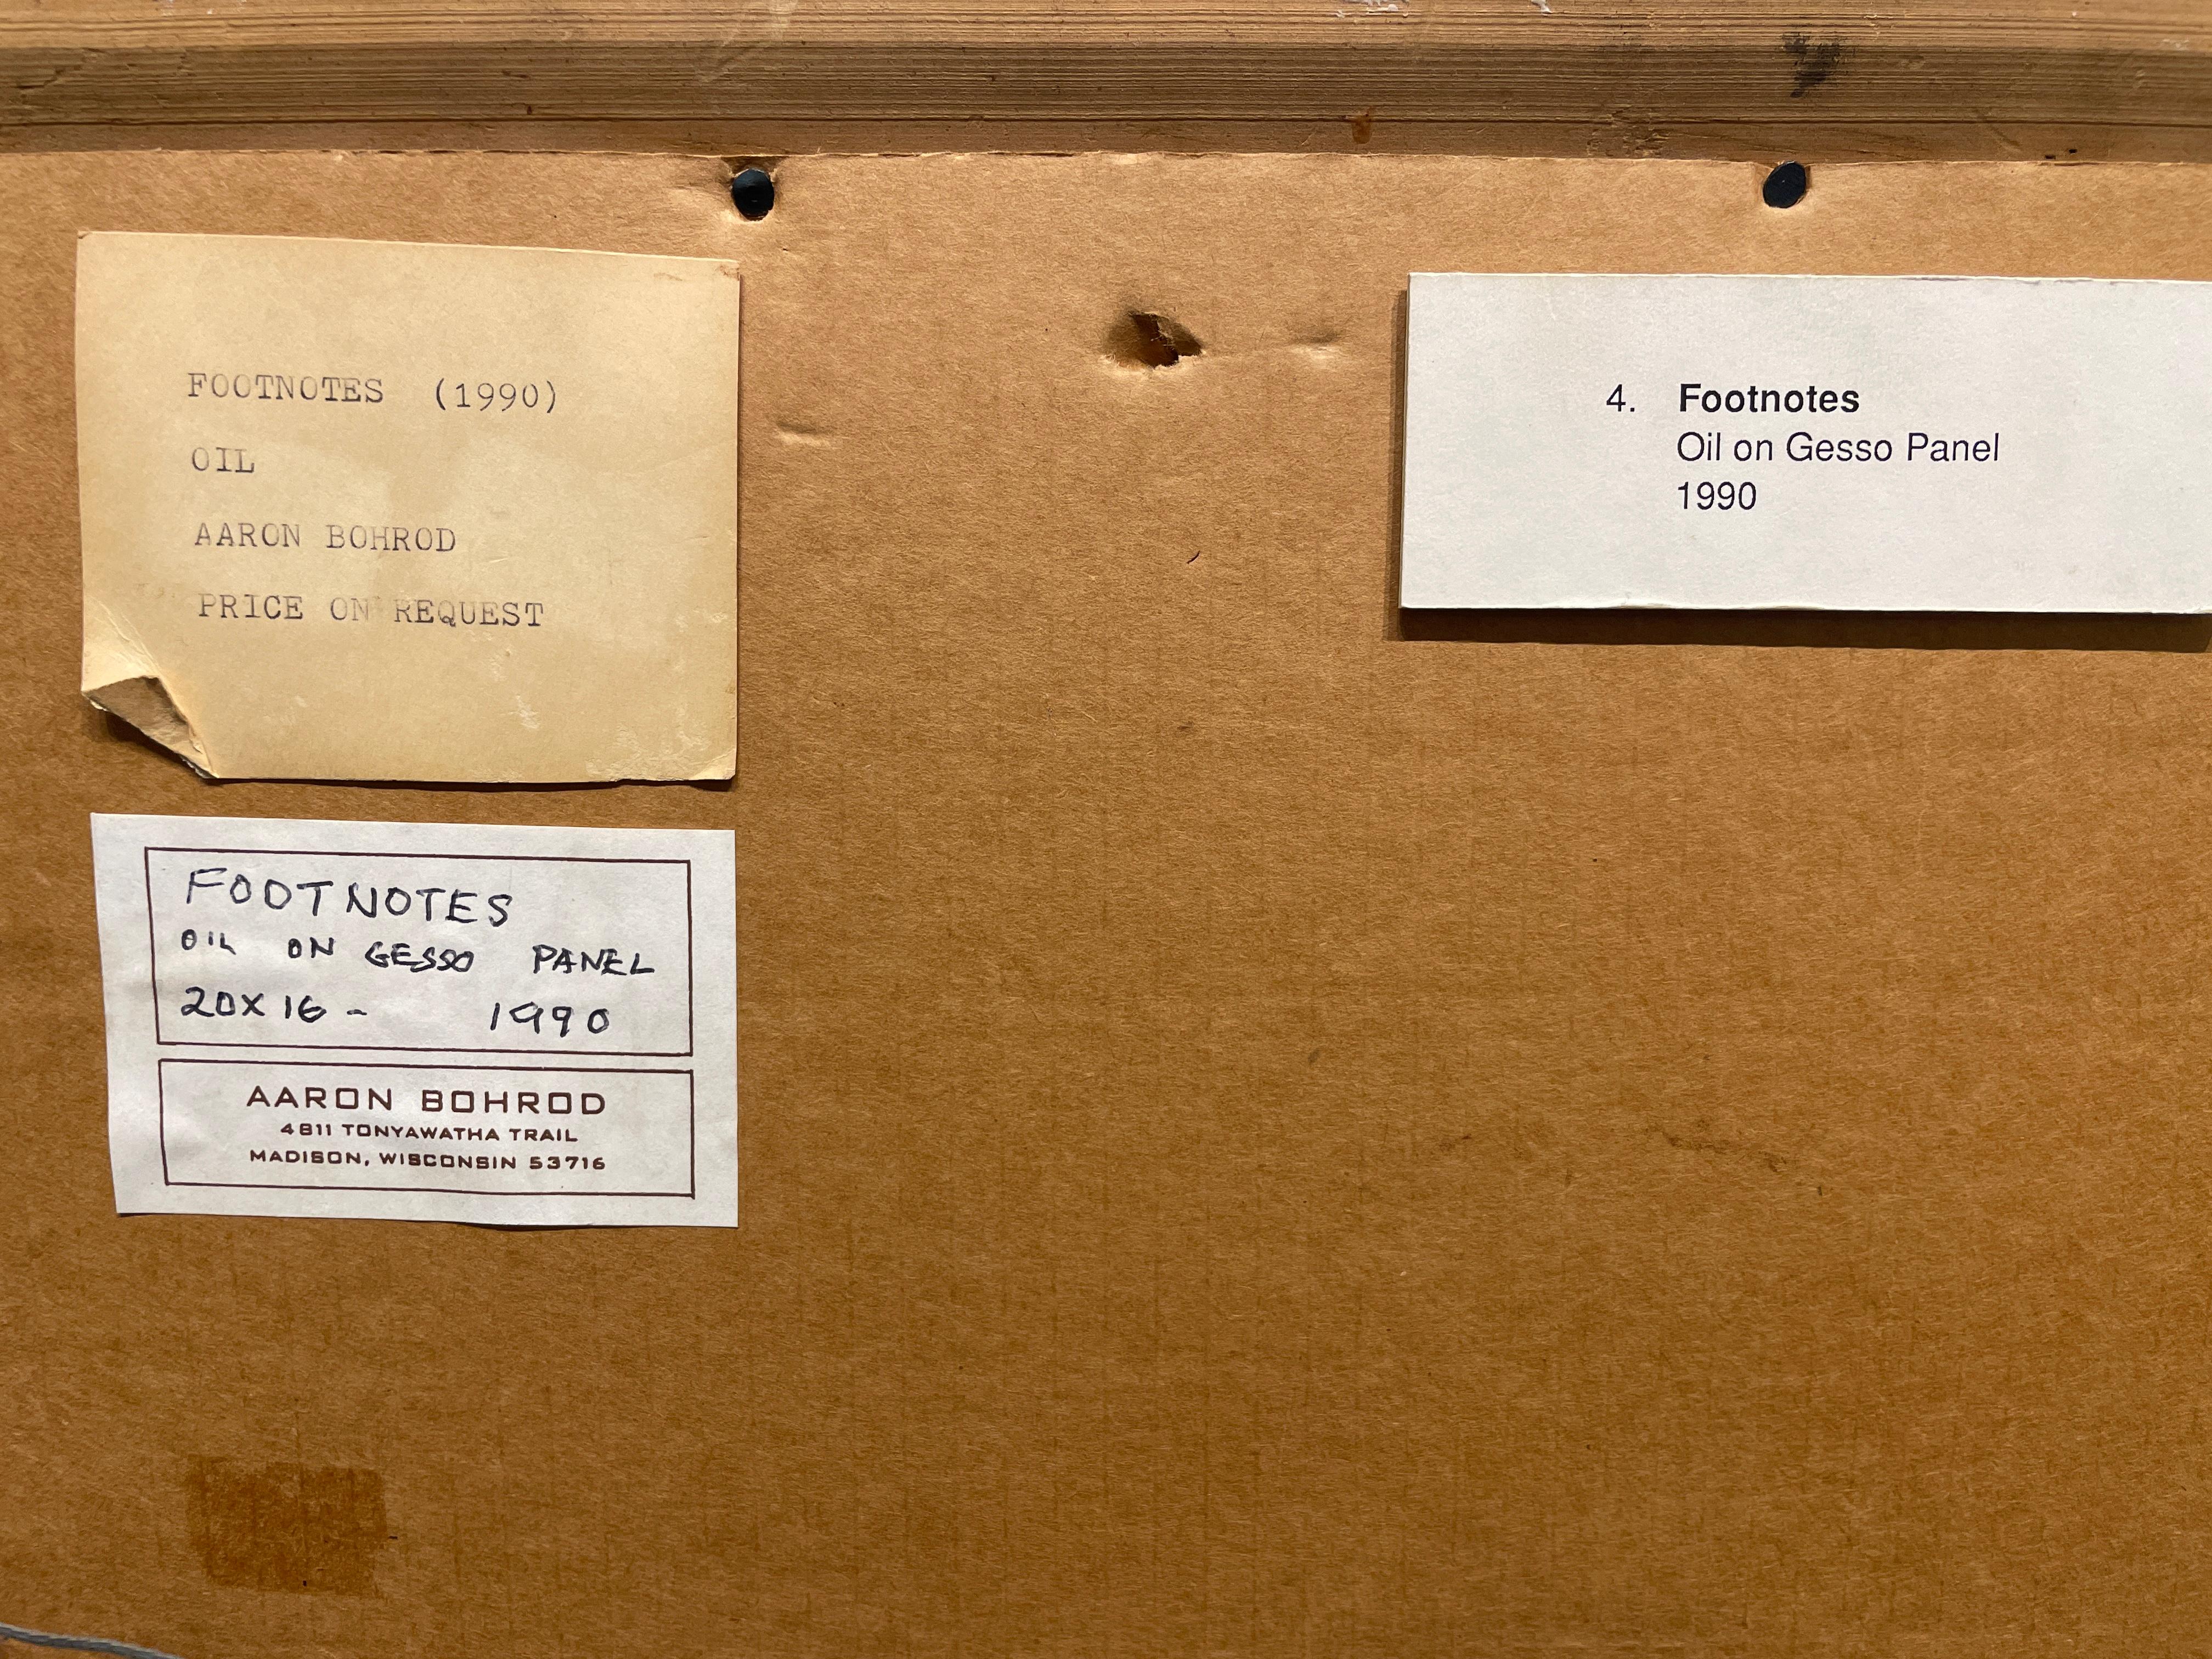 FOOTNOTES (1990)
OIL
AARON BOHROD
PRICE ON REQUEST
4. Footnotes
Oil on Gesso Panel
1990
FOOTNOTES
OIL ON GESSO PANEL
20X16- 1990
AARON BOHROD
4811 TONYAWATHA TRAIL
MADISON, WISCONSIN 53716